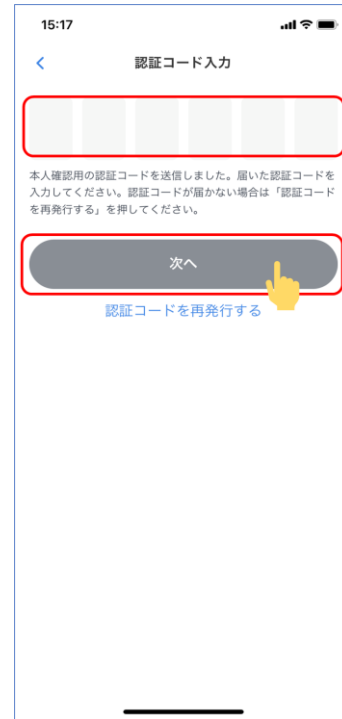 15:17
認証コード入力
本人確認用の認証コードを送信しました。届いた認証コードを
入力してください。認証コードが届かない場合は「認証コード
を再発行する」を押してください。
次へ
認証コードを再発行する